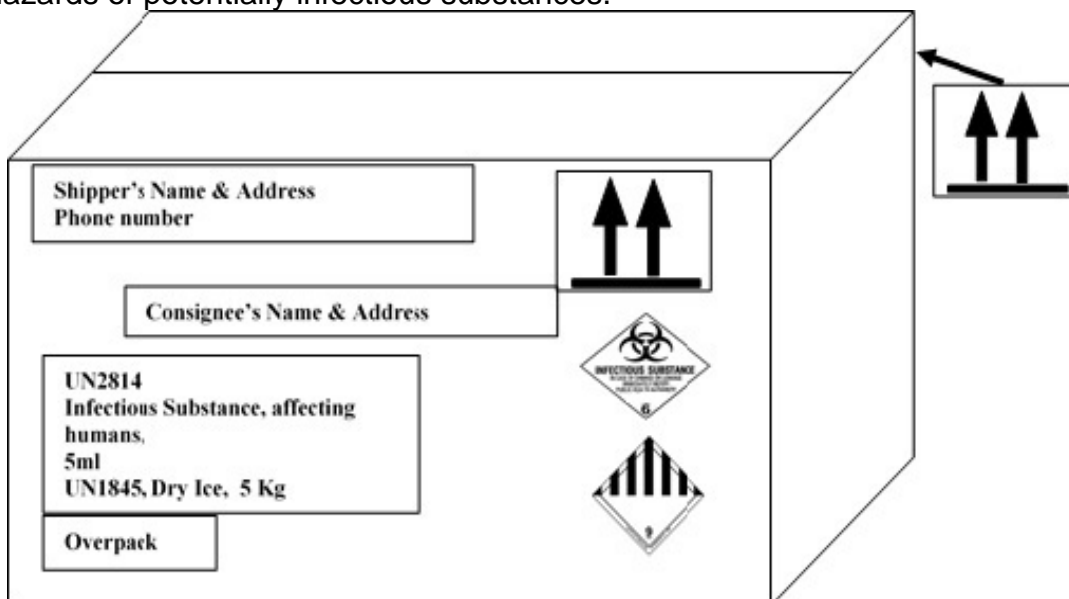 hazards of potentially infectious substances.
Shipper's Name & Address
Phone number
Consignee's Name & Address
INFECTIOUS SUBSTANCE
6
UN2814
Infectious Substance, affecting
humans,
5ml
UN1845, Dry Ice, 5 Kg
9
Overpack